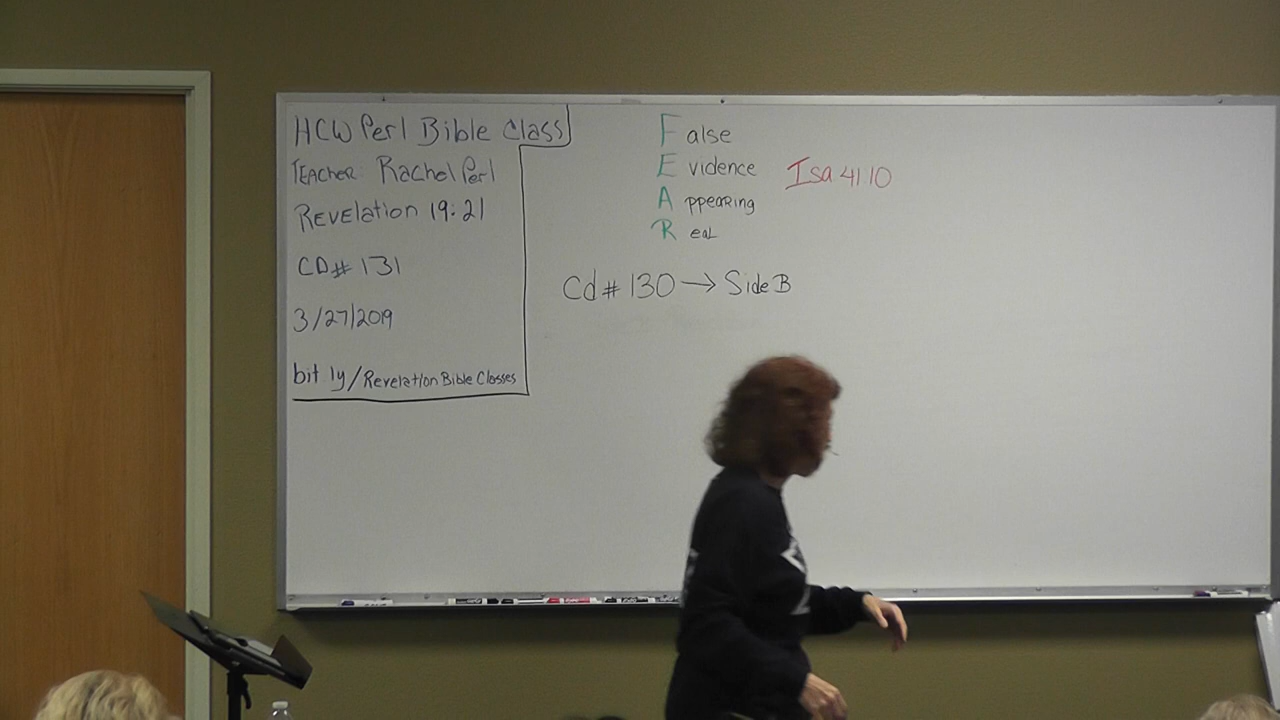 HCW Perl Bible Class
Teacher: Rachel Perl
Revelation 19:21
CD# 131
3/27/2019
bit ly/Revelation Bible Classes
False
Evidence
Appearing
Real
Isa 41 10
Cd# 130 → Side B